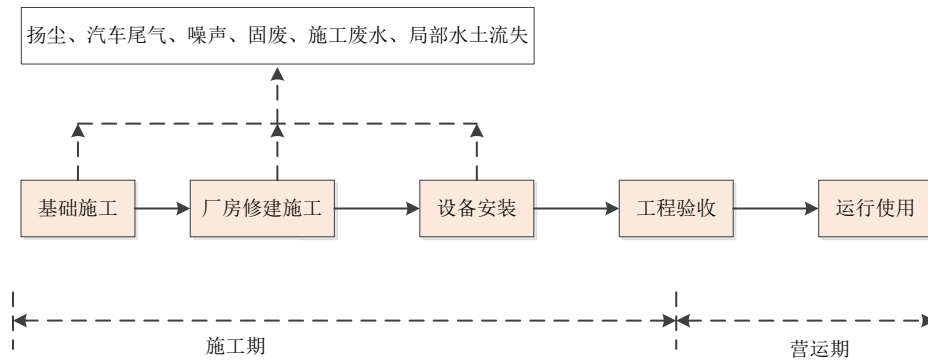 扬尘、汽车尾气、噪声、固废、施工废水、局部水土流失
基础施工
厂房修建施工
设备安装
工程验收
运行使用
施工期
营运期